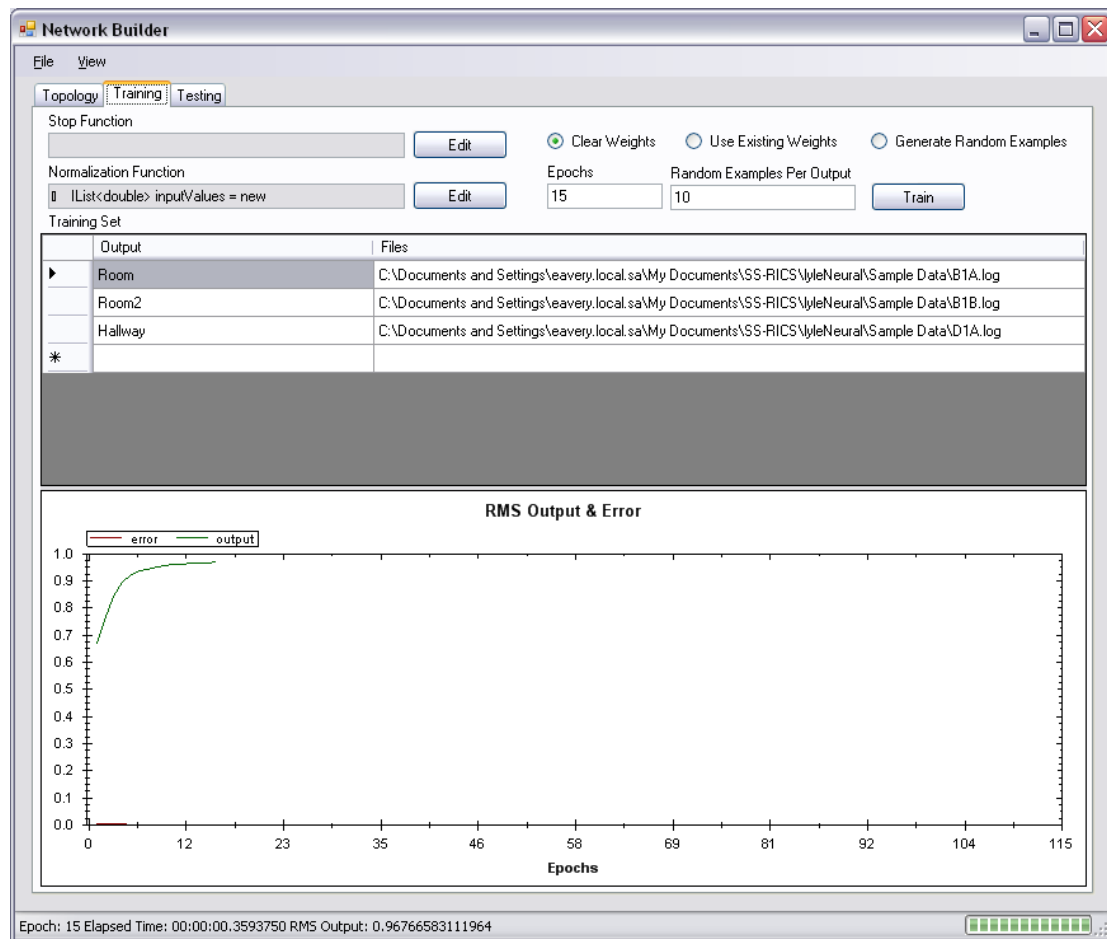 Network Builder
File View
Topology Training Testing
Stop Function
Edit
Clear Weights Use Existing Weights Generate Random Examples
Normalization Function
Epochs Random Examples Per Output
IList<double> inputValues = new
Edit
15
10
Train
Training Set
Output Files
Room C:\Documents and Settings\eavery.local.sa\My Documents\SS-RICS\lyleNeural\Sample Data\B1A.log
Room2 C:\Documents and Settings\eavery.local.sa\My Documents\SS-RICS\lyleNeural\Sample Data\B1B.log
Hallway C:\Documents and Settings\eavery.local.sa\My Documents\SS-RICS\lyleNeural\Sample Data\D1A.log
RMS Output & Error
error output
1.0
0.9
0.8
0.7
0.6
0.5
0.4
0.3
0.2
0.1
0.0
0 12 23 35 46 58 69 81 92 104 115
Epochs
Epoch: 15 Elapsed Time: 00:00:00.3593750 RMS Output: 0.96766583111964